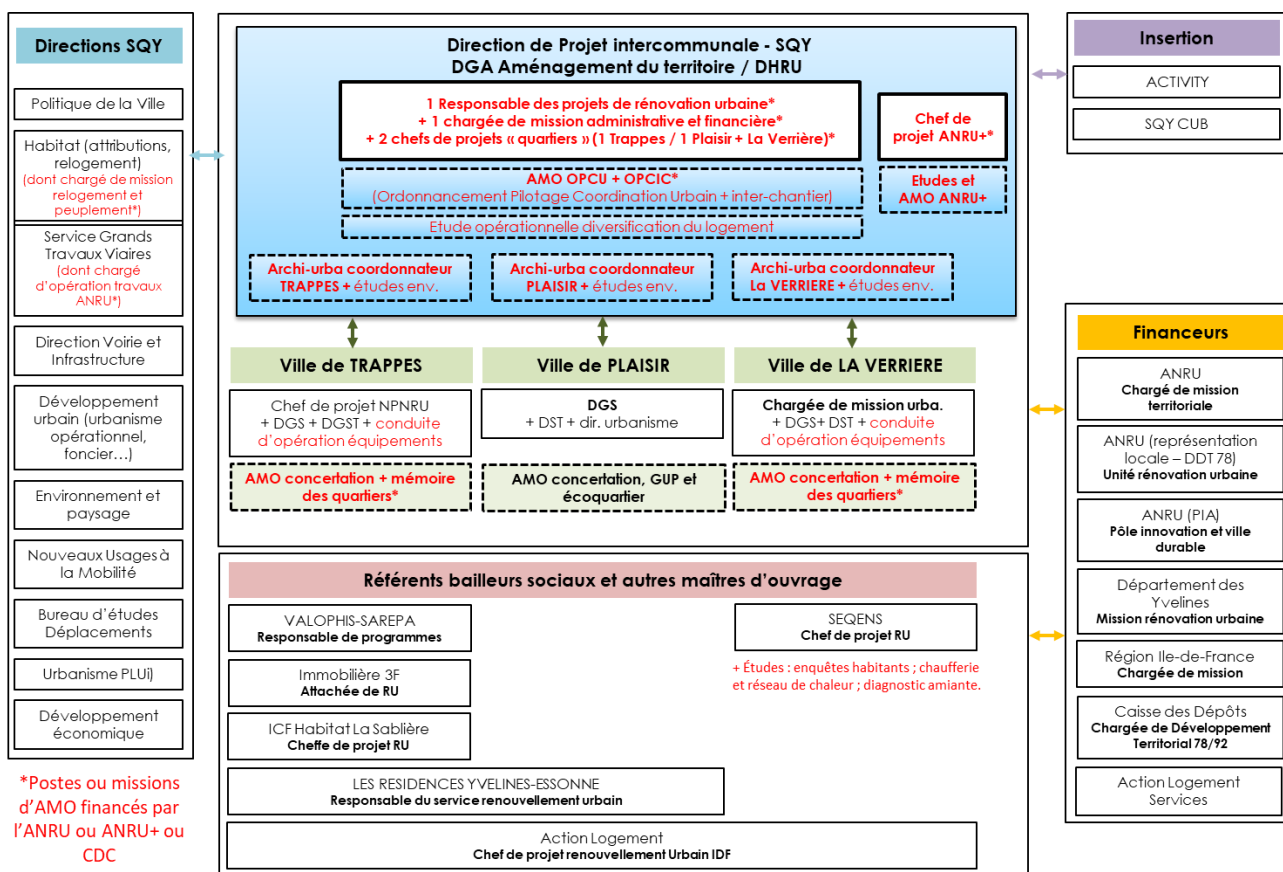 Directions SQY
Politique de la Ville
Habitat (attributions,
relogement)
(dont chargé de mission
relogement et
peuplement*)
Service Grands
Travaux Viaires
(dont chargé
d'opération travaux
ANRU*)
Direction Voirie et
Infrastructure
Développement
urbain (urbanisme
opérationnel,
foncier…)
Environnement et
paysage
Nouveaux Usages à
la Mobilité
Bureau d'études
Déplacements
Urbanisme PLUi)
Développement
économique
*Postes ou missions
d'AMO financés par
l'ANRU ou ANRU+ ou
CDC
Direction de Projet intercommunale - SQY
DGA Aménagement du territoire / DHRU
1 Responsable des projets de rénovation urbaine*
+ 1 chargée de mission administrative et financière*
+ 2 chefs de projets « quartiers » (1 Trappes / 1 Plaisir + La Verrière)*
Chef de
projet ANRU+*
AMO OPCU + OPCIC*
(Ordonnancement Pilotage Coordination Urbain + inter-chantier)
Etudes et
AMO ANRU+
Etude opérationnelle diversification du logement
Archi-urba coordonnateur
TRAPPES + études env.
Archi-urba coordonnateur
PLAISIR + études env.
Archi-urba coordonnateur
La VERRIERE + études env.
Ville de TRAPPES
Chef de projet NPNRU
+ DGS + DGST + conduite
d'opération équipements
AMO concertation + mémoire
des quartiers*
Ville de PLAISIR
DGS
+ DST + dir. urbanisme
AMO concertation, GUP et
écoquartier
Ville de LA VERRIERE
Chargée de mission urba.
+ DGS+ DST + conduite
d'opération équipements
AMO concertation + mémoire
des quartiers*
Référents bailleurs sociaux et autres maîtres d'ouvrage
VALOPHIS-SAREPA
Responsable de programmes
Immobilière 3F
Attachée de RU
ICF Habitat La Sablière
Cheffe de projet RU
SEQENS
Chef de projet RU
+ Études : enquêtes habitants ; chaufferie
et réseau de chaleur ; diagnostic amiante.
LES RESIDENCES YVELINES-ESSONNE
Responsable du service renouvellement urbain
Action Logement
Chef de projet renouvellement Urbain IDF
Insertion
ACTIVITY
SQY CUB
Financeurs
ANRU
Chargé de mission
territoriale
ANRU (représentation
locale – DDT 78)
Unité rénovation urbaine
ANRU (PIA)
Pôle innovation et ville
durable
Département des
Yvelines
Mission rénovation urbaine
Région Ile-de-France
Chargée de mission
Caisse des Dépôts
Chargée de Développement
Territorial 78/92
Action Logement
Services